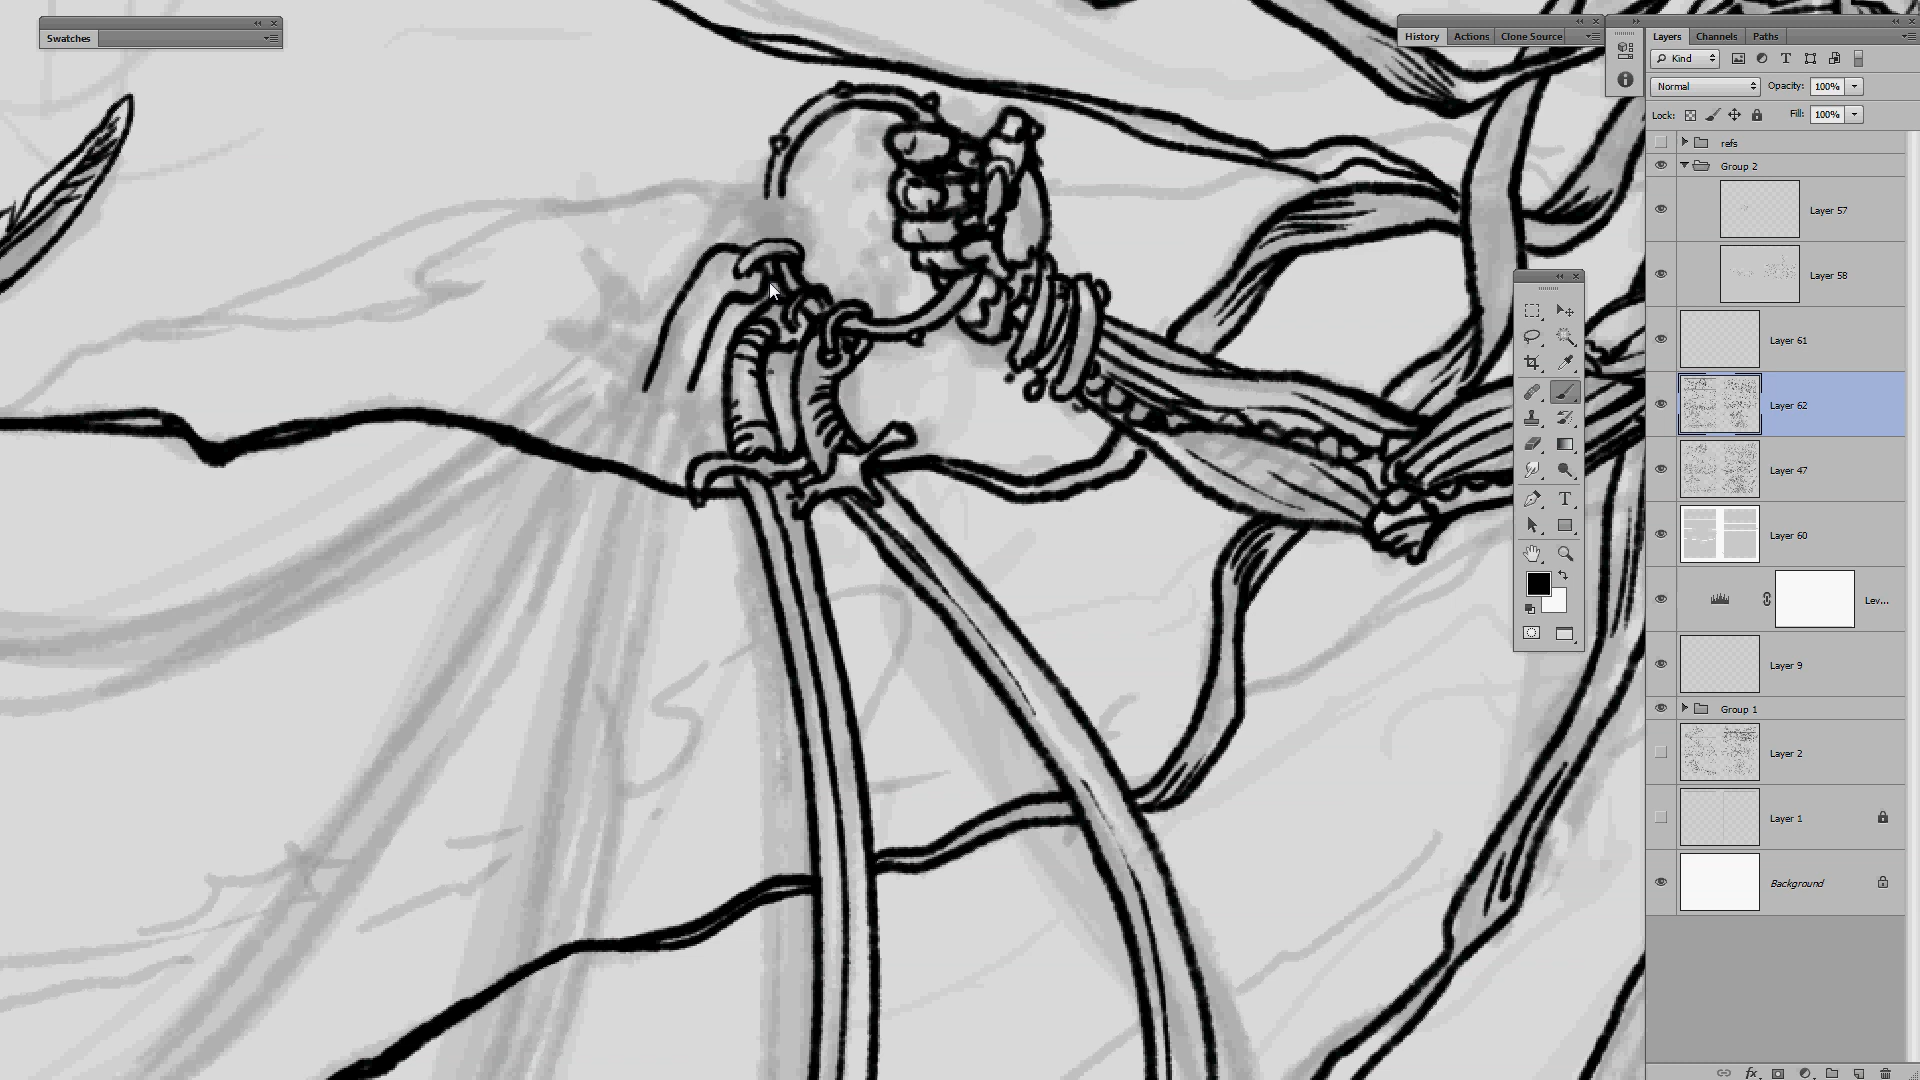 Swatches
History Actions Clone Source
Layers Channels Paths
Kind
Normal Opacity: 100%
Lock: Fill: 100%
refs
Group 2
Layer 57
Layer 58
Layer 61
Layer 62
Layer 47
Layer 60
Lev...
Layer 9
Group 1
Layer 2
Layer 1
Background